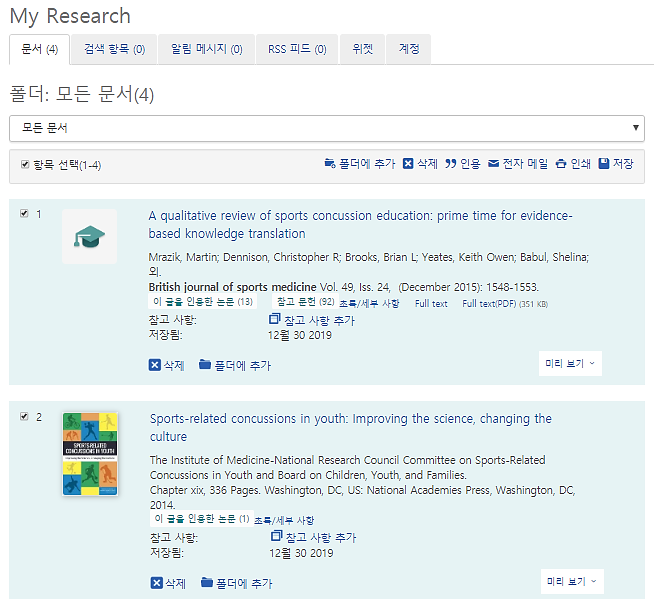 My Research
문서 (4) 검색 항목 (0) 알림 메시지 (0) RSS 피드 (0) 위젯 계정
폴더: 모든 문서(4)
모든 문서
항목 선택(1-4) 폴더에 추가 삭제 인용 전자 메일 인쇄 저장
1
A qualitative review of sports concussion education: prime time for evidence-
based knowledge translation
Mrazik, Martin; Dennison, Christopher R; Brooks, Brian L; Yeates, Keith Owen; Babul, Shelina;
외.
British journal of sports medicine Vol. 49, Iss. 24, (December 2015): 1548-1553.
이 글을 인용한 논문 (13) 참고 문헌 (92) 초록/세부 사항 Full text Full text(PDF) (351 KB)
참고 사항: 참고 사항 추가
저장됨: 12월 30 2019
삭제 폴더에 추가 미리 보기
2
SPORTS-RELATED
CONCUSSIONS IN YOUTH
Sports-related concussions in youth: Improving the science, changing the
culture
The Institute of Medicine-National Research Council Committee on Sports-Related
Concussions in Youth and Board on Children, Youth, and Families.
Chapter xix, 336 Pages. Washington, DC, US: National Academies Press, Washington, DC,
2014.
이 글을 인용한 논문 (1) 초록/세부 사항
참고 사항: 참고 사항 추가
저장됨: 12월 30 2019
삭제 폴더에 추가 미리 보기